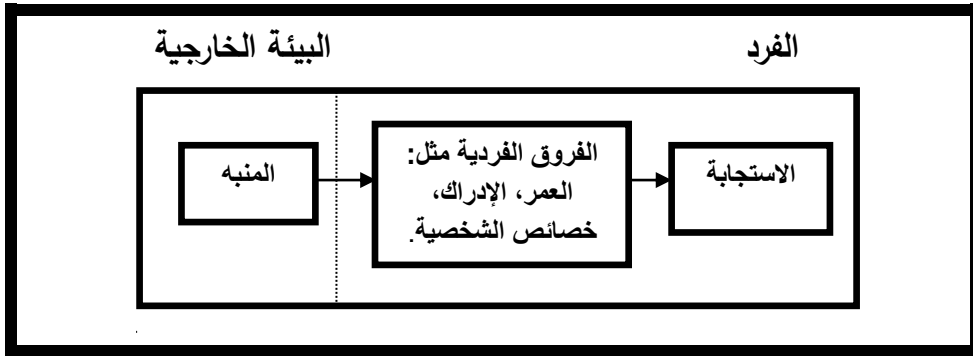 الفرد
البيئة الخارجية
الاستجابة
الفروق الفردية مثل:
العمر، الإدراك،
خصائص الشخصية.
المنبه